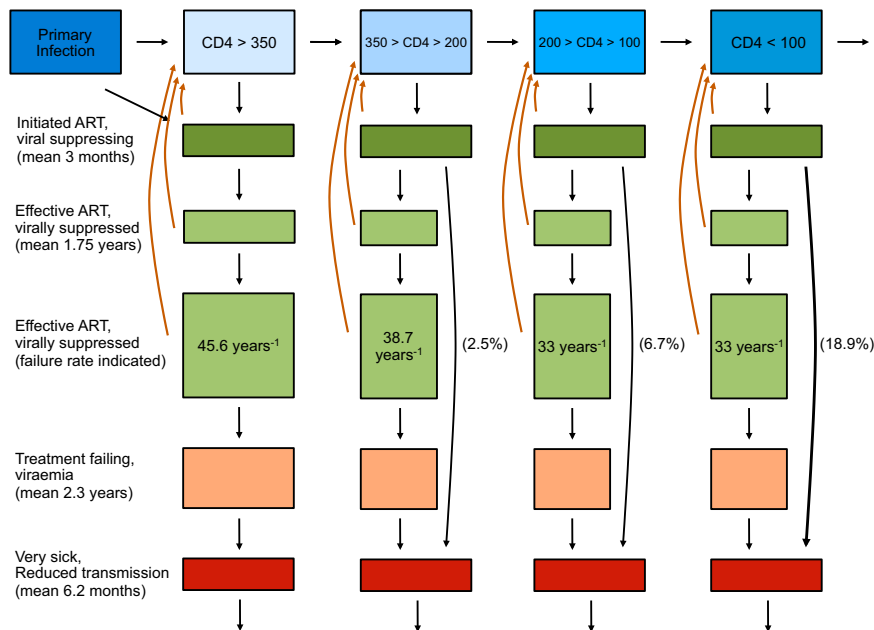 Primary
Infection
CD4 > 350
350 > CD4 > 200
200 > CD4 > 100
CD4 < 100
Initiated ART,
viral suppressing
(mean 3 months)
Effective ART,
virally suppressed
(mean 1.75 years)
Effective ART,
virally suppressed
(failure rate indicated)
45.6 years⁻¹
38.7
years⁻¹
(2.5%)
33 years⁻¹
(6.7%)
33 years⁻¹
(18.9%)
Treatment failing,
viraemia
(mean 2.3 years)
Very sick,
Reduced transmission
(mean 6.2 months)